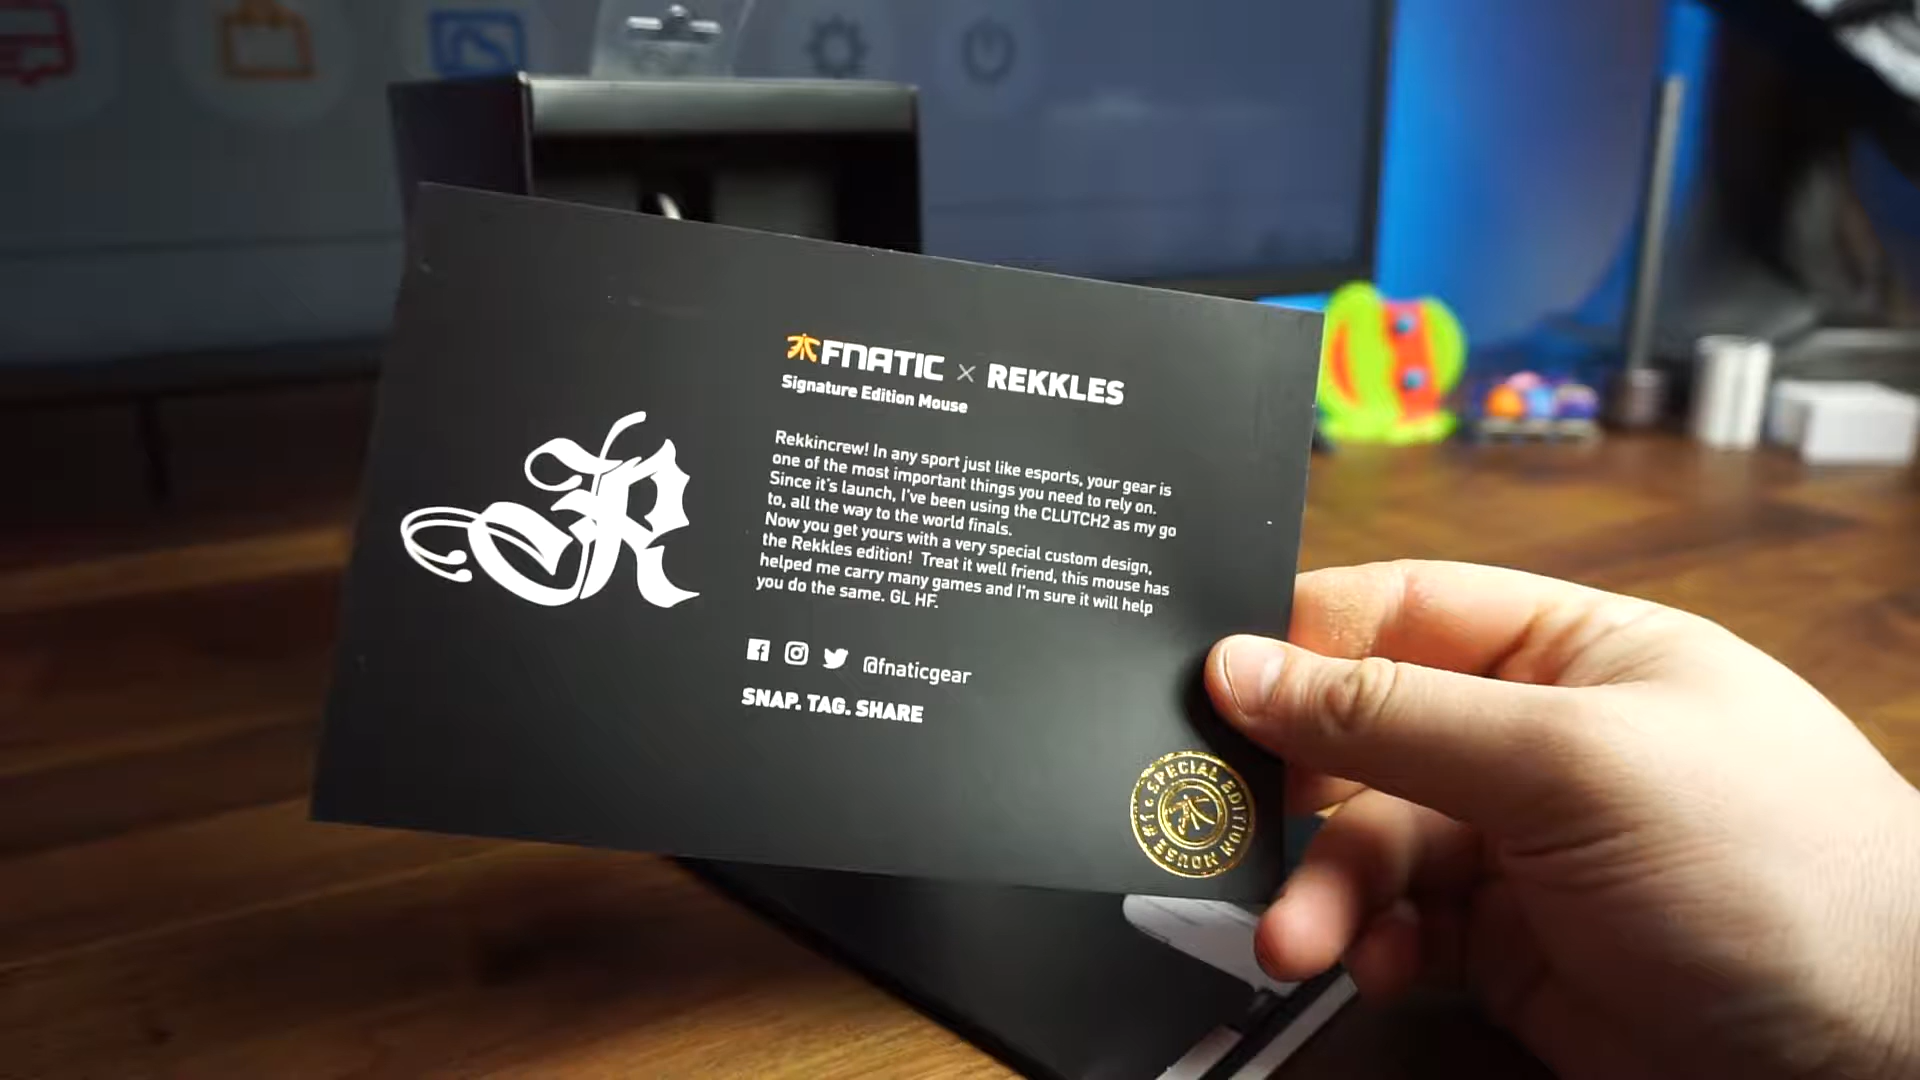 FNATIC × REKKLES
Signature Edition Mouse
Rekkincrew! In any sport just like esports, your gear is
one of the most important things you need to rely on.
Since it's launch, I've been using the CLUTCH2 as my go
to, all the way to the world finals.
Now you get yours with a very special custom design,
the Rekkles edition! Treat it well friend, this mouse has
helped me carry many games and I'm sure it will help
you do the same. GL HF.
@fnaticgear
SNAP. TAG. SHARE
R
SPECIAL EDITION MOUSE #1